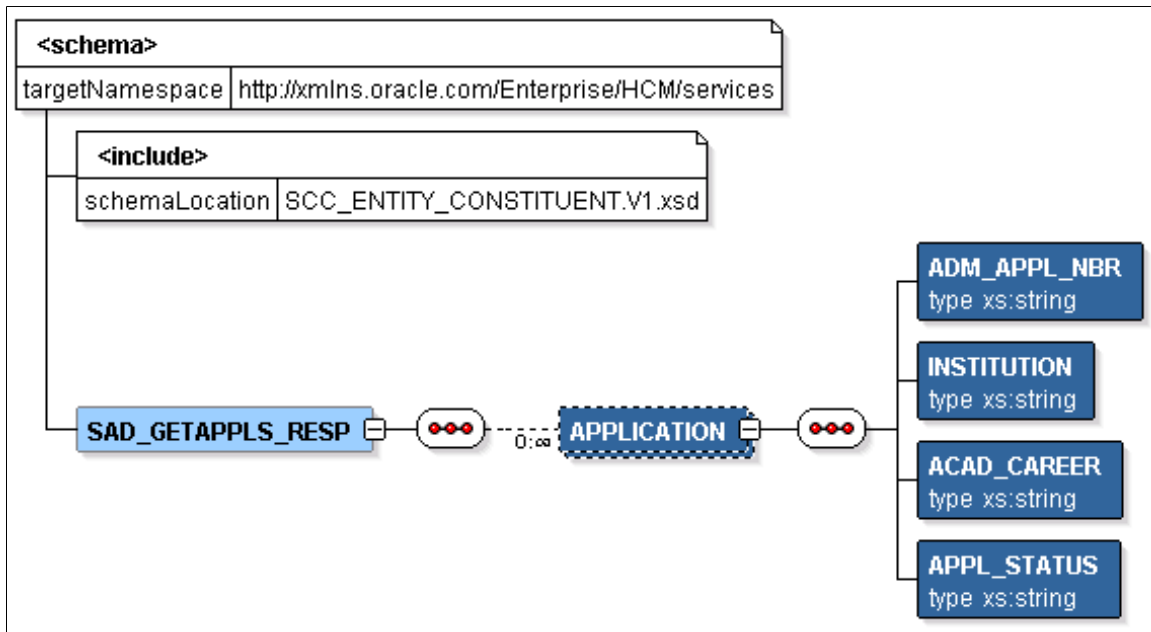 <schema>
targetNamespace http://xmlns.oracle.com/Enterprise/HCM/services
<include>
schemaLocation SCC_ENTITY_CONSTITUENT.V1.xsd
ADM_APPL_NBR
type xs:string
INSTITUTION
type xs:string
SAD_GETAPPLS_RESP
0:∞
APPLICATION
ACAD_CAREER
type xs:string
APPL_STATUS
type xs:string